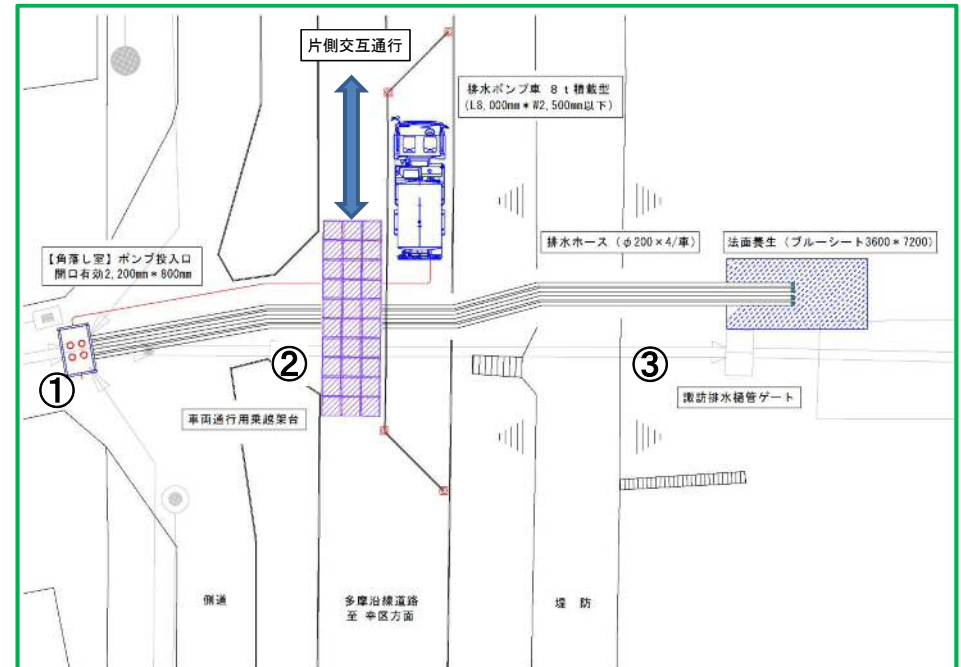 片側交互通行
排水ポンプ車 8t積載型
(L8,000mm*W2,500mm以下)
【角落し室】ポンプ投入口
開口有効2,200mm*800mm
排水ホース(φ200×4/車)
法面養生(ブルーシート3600*7200)
①
②
③
車両通行用乗越架台
諏訪排水樋管ゲート
側道
多摩沿線道路
至 幸区方面
堤 防